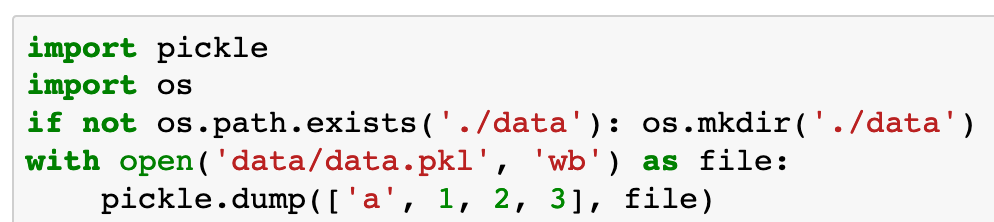 import pickle
import os
if not os.path.exists('./data'): os.mkdir('./data')
with open('data/data.pkl', 'wb') as file:
    pickle.dump(['a', 1, 2, 3], file)